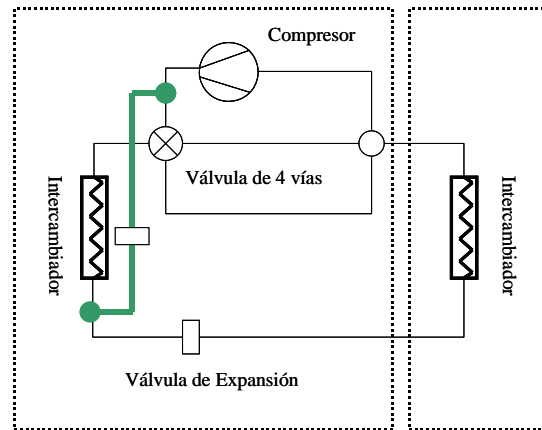 Compresor
Válvula de 4 vías
Intercambiador
Intercambiador
Válvula de Expansión